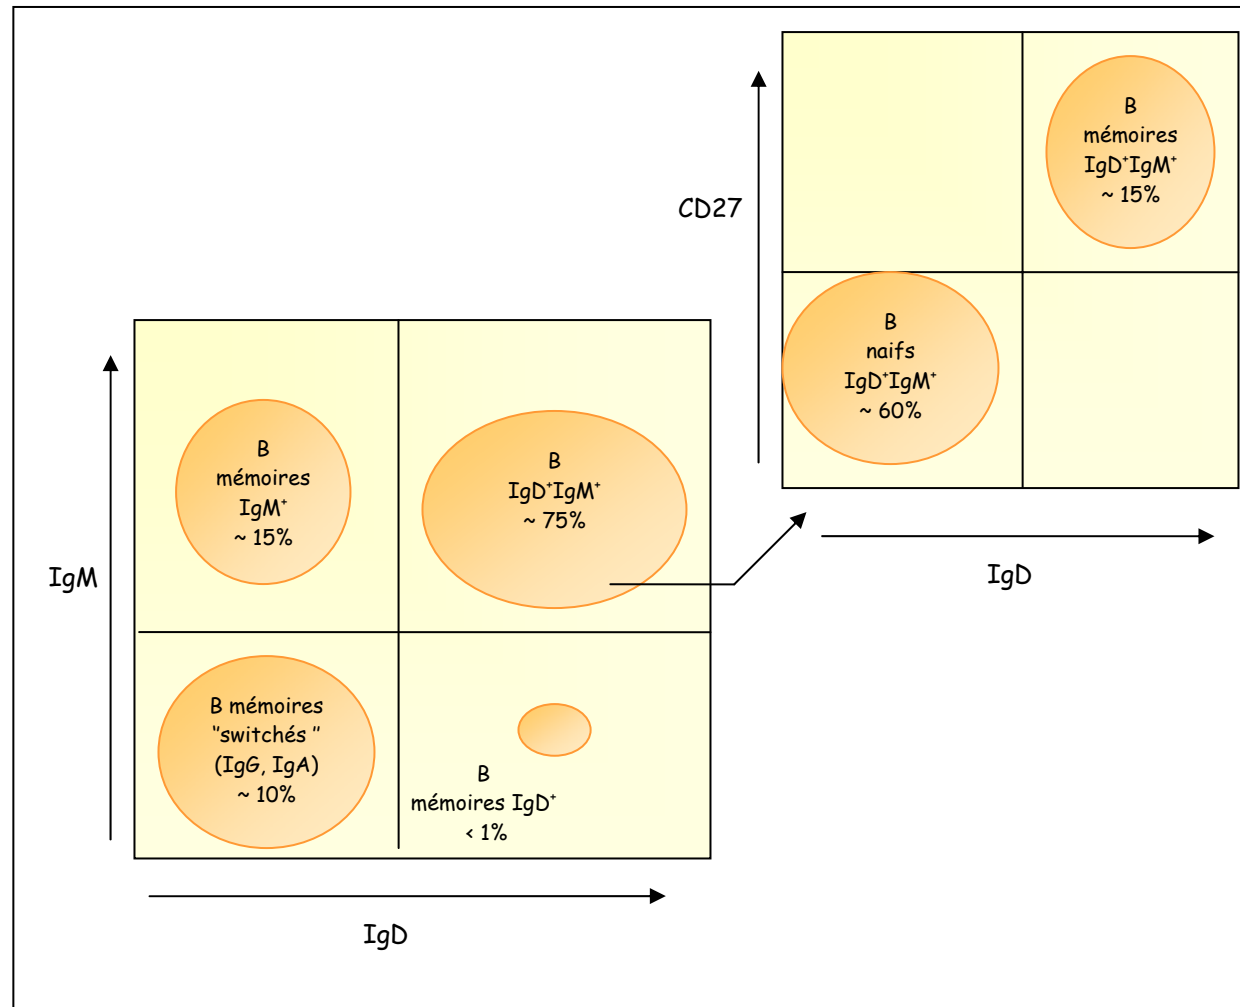 B
mémoires
IgD⁺IgM⁺
~ 15%
CD27
B
naifs
IgD⁺IgM⁺
~ 60%
IgD
B
mémoires
IgM⁺
~ 15%
B
IgD⁺IgM⁺
~ 75%
IgM
B mémoires
"switchés "
(IgG, IgA)
~ 10%
B
mémoires IgD⁺
< 1%
IgD